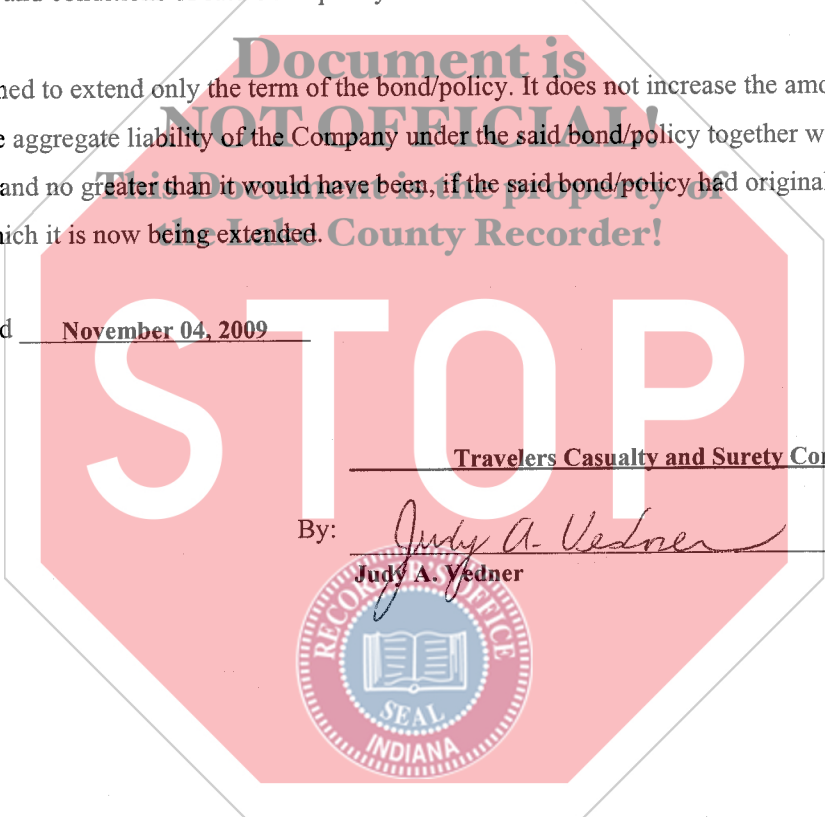 Document is
ned to extend only the term of the bond/policy. It does not increase the amo
NOT OFFICIAL!
e aggregate liability of the Company under the said bond/policy together w
This Document is the property of
and no greater than it would have been, if the said bond/policy had original
the Lake County Recorder!
ich it is now being extended.
d November 04, 2009
STOP
Travelers Casualty and Surety Co
By: Judy A. Vedner
Judy A. Vedner
RECORDER'S OFFICE
SEAL
INDIANA